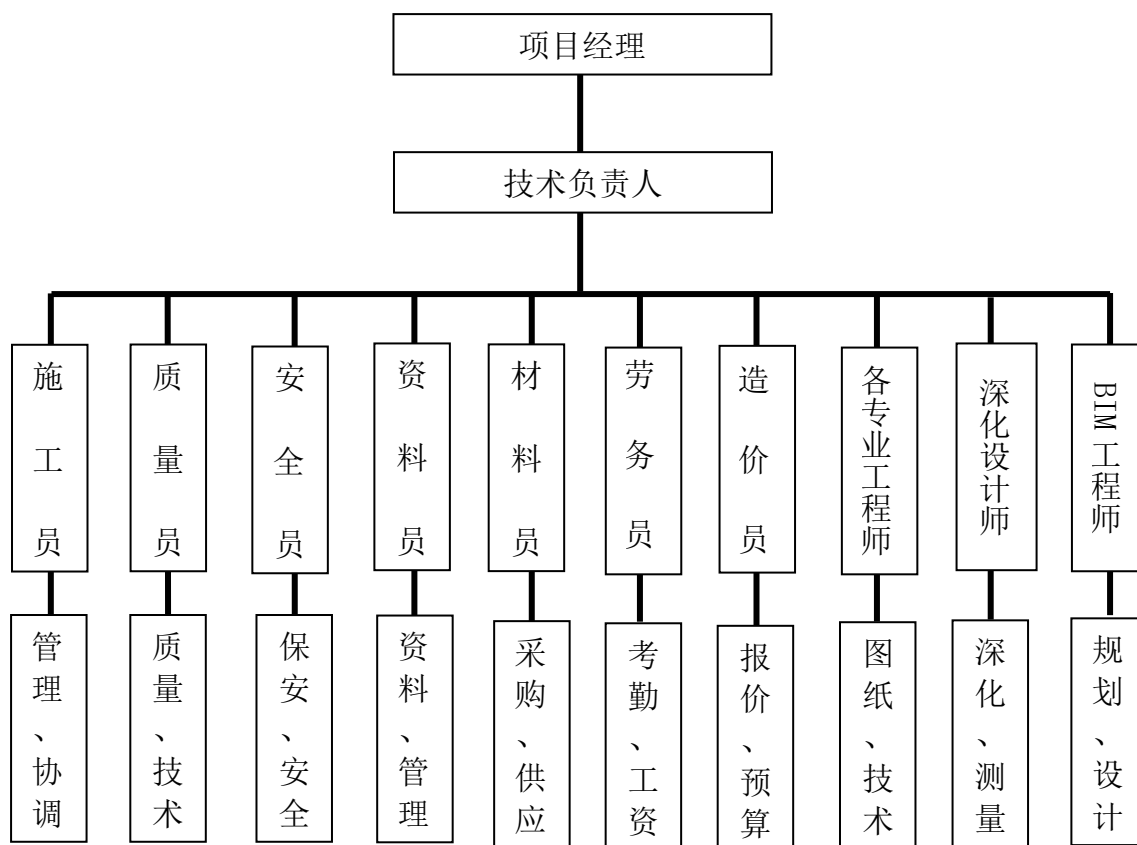 项目经理
技术负责人
施工员
质量员
安全员
资料员
材料员
劳务员
造价员
各专业工程师
深化设计师
BIM工程师
管理、协调
质量、技术
保安、安全
资料、管理
采购、供应
考勤、工资
报价、预算
图纸、技术
深化、测量
规划、设计